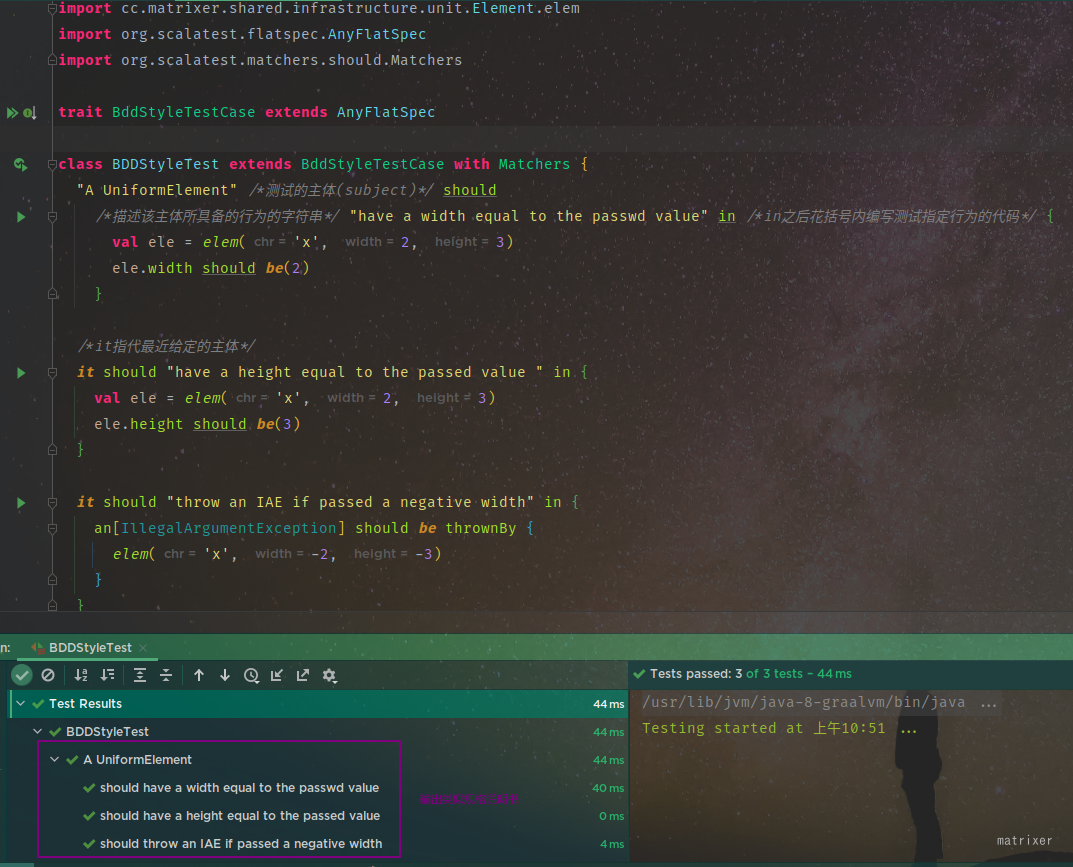 import cc.matrixer.shared.infrastructure.unit.Element.elem
import org.scalatest.flatspec.AnyFlatSpec
import org.scalatest.matchers.should.Matchers
trait BddStyleTestCase extends AnyFlatSpec
class BDDStyleTest extends BddStyleTestCase with Matchers {
"A UniformElement" /*测试的主体(subject)*/ should
/*描述该主体所具备的行为的字符串*/ "have a width equal to the passwd value" in /*in之后花括号内编写测试指定行为的代码*/ {
val ele = elem( chr = 'x', width = 2, height = 3)
ele.width should be(2)
}
/*it指代最近给定的主体*/
it should "have a height equal to the passed value " in {
val ele = elem( chr = 'x', width = 2, height = 3)
ele.height should be(3)
}
it should "throw an IAE if passed a negative width" in {
an[IllegalArgumentException] should be thrownBy {
elem( chr = 'x', width = -2, height = -3)
}
}
n: BDDStyleTest ×
Tests passed: 3 of 3 tests – 44 ms
Test Results 44 ms
BDDStyleTest 44 ms
A UniformElement 44 ms
should have a width equal to the passwd value 40 ms
should have a height equal to the passed value 0 ms
should throw an IAE if passed a negative width 4 ms
/usr/lib/jvm/java-8-graalvm/bin/java ...
Testing started at 上午10:51 ...
matrixer